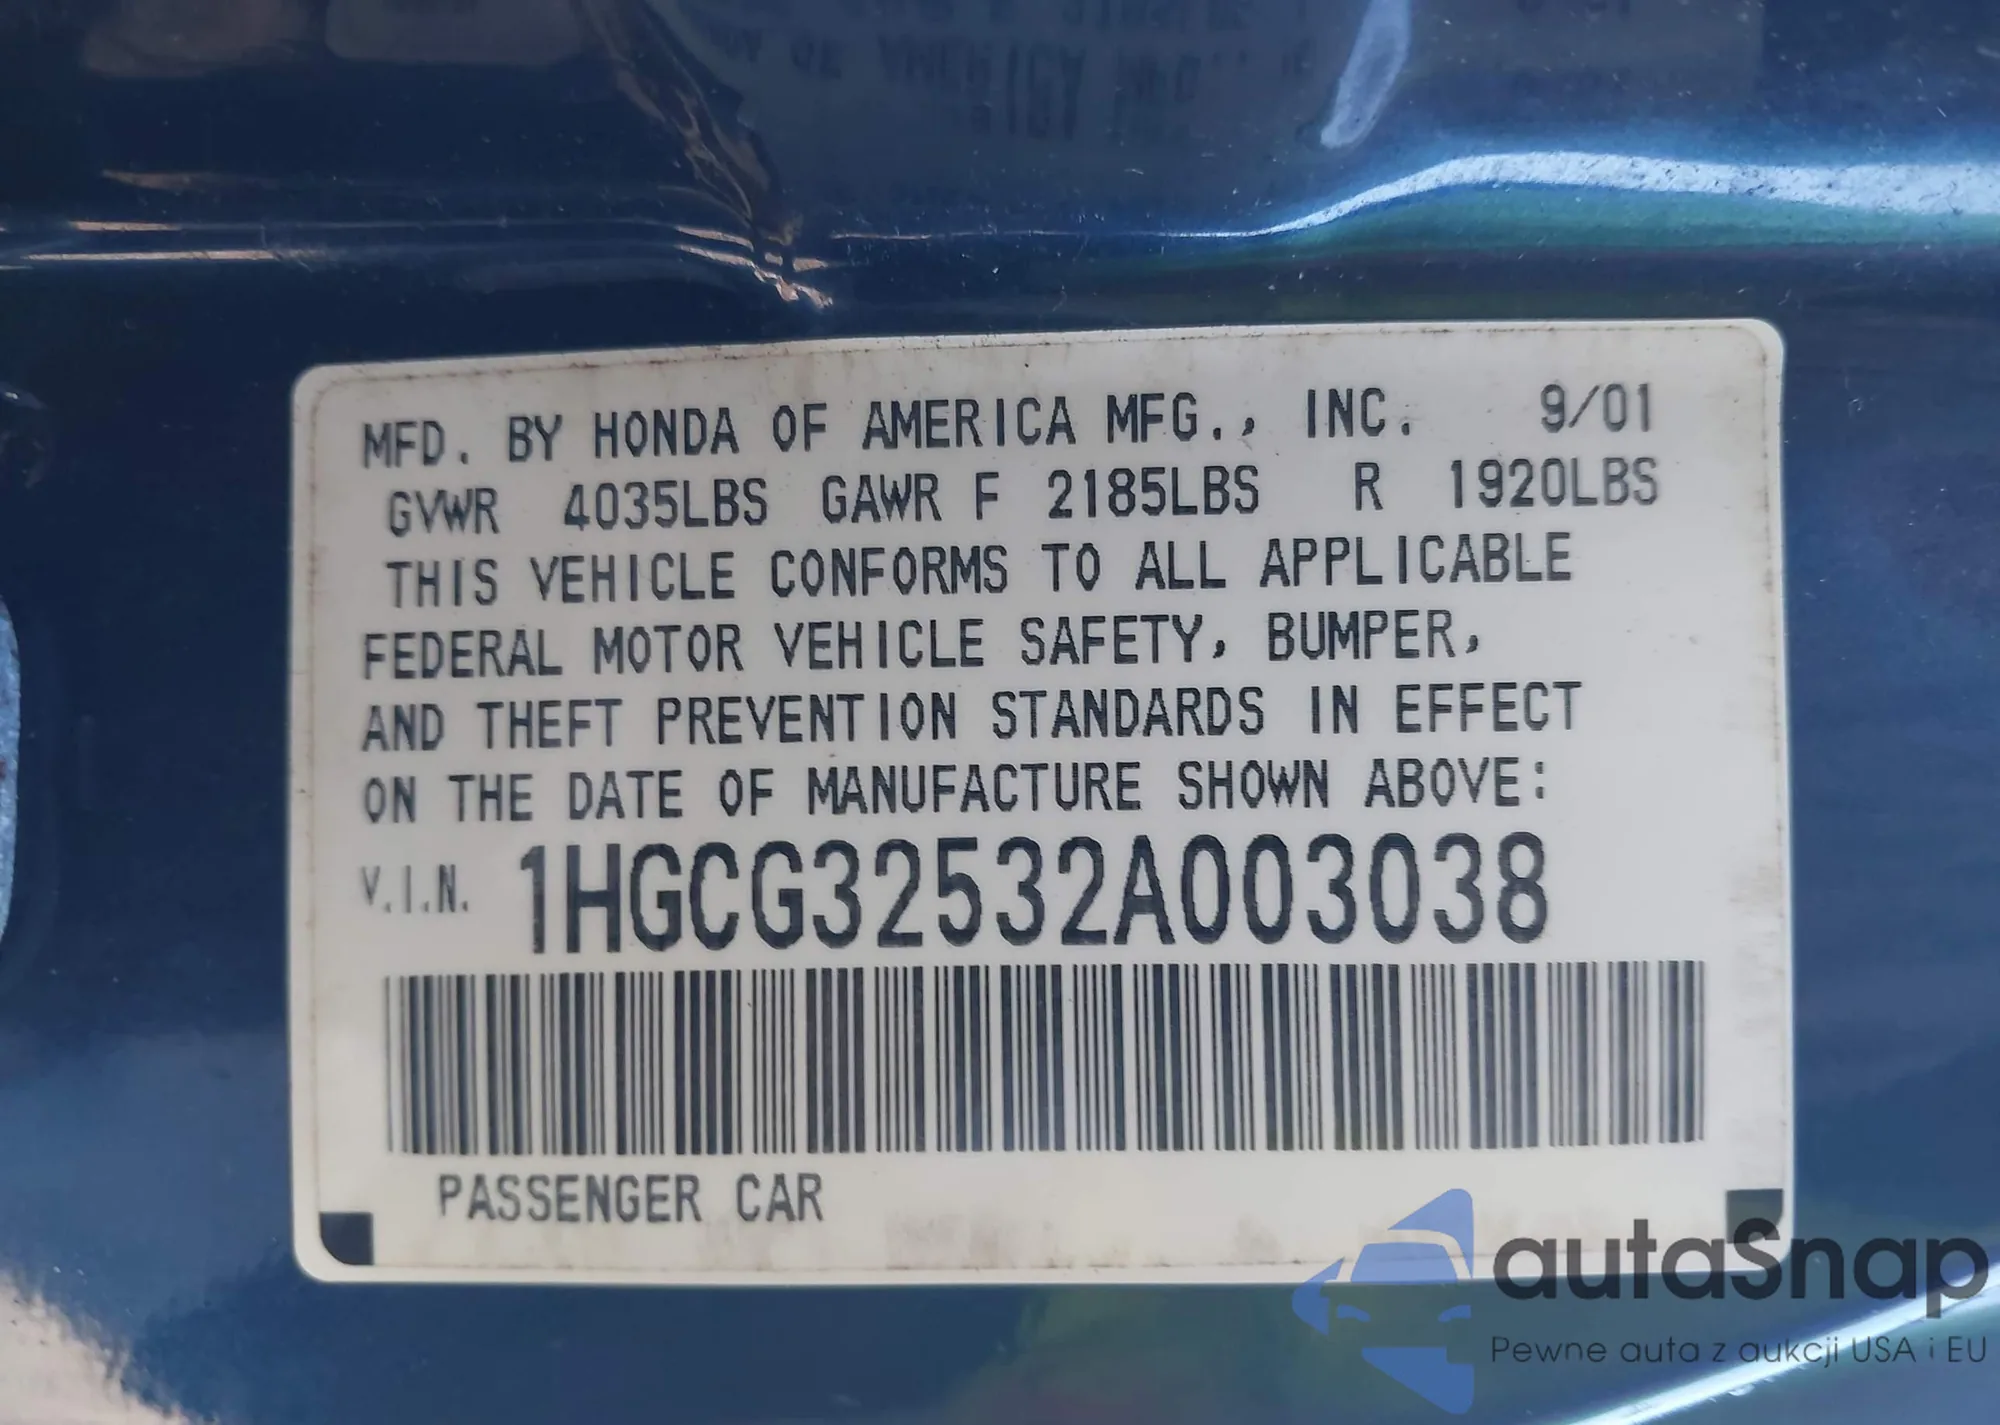 MFD. BY HONDA OF AMERICA MFG., INC. 9/01
GVWR 4035LBS GAWR F 2185LBS R 1920LBS
THIS VEHICLE CONFORMS TO ALL APPLICABLE
FEDERAL MOTOR VEHICLE SAFETY, BUMPER,
AND THEFT PREVENTION STANDARDS IN EFFECT
ON THE DATE OF MANUFACTURE SHOWN ABOVE:
V.I.N. 1HGCG32532A003038
PASSENGER CAR
autaSnap
Pewne auta z aukcji USA i EU